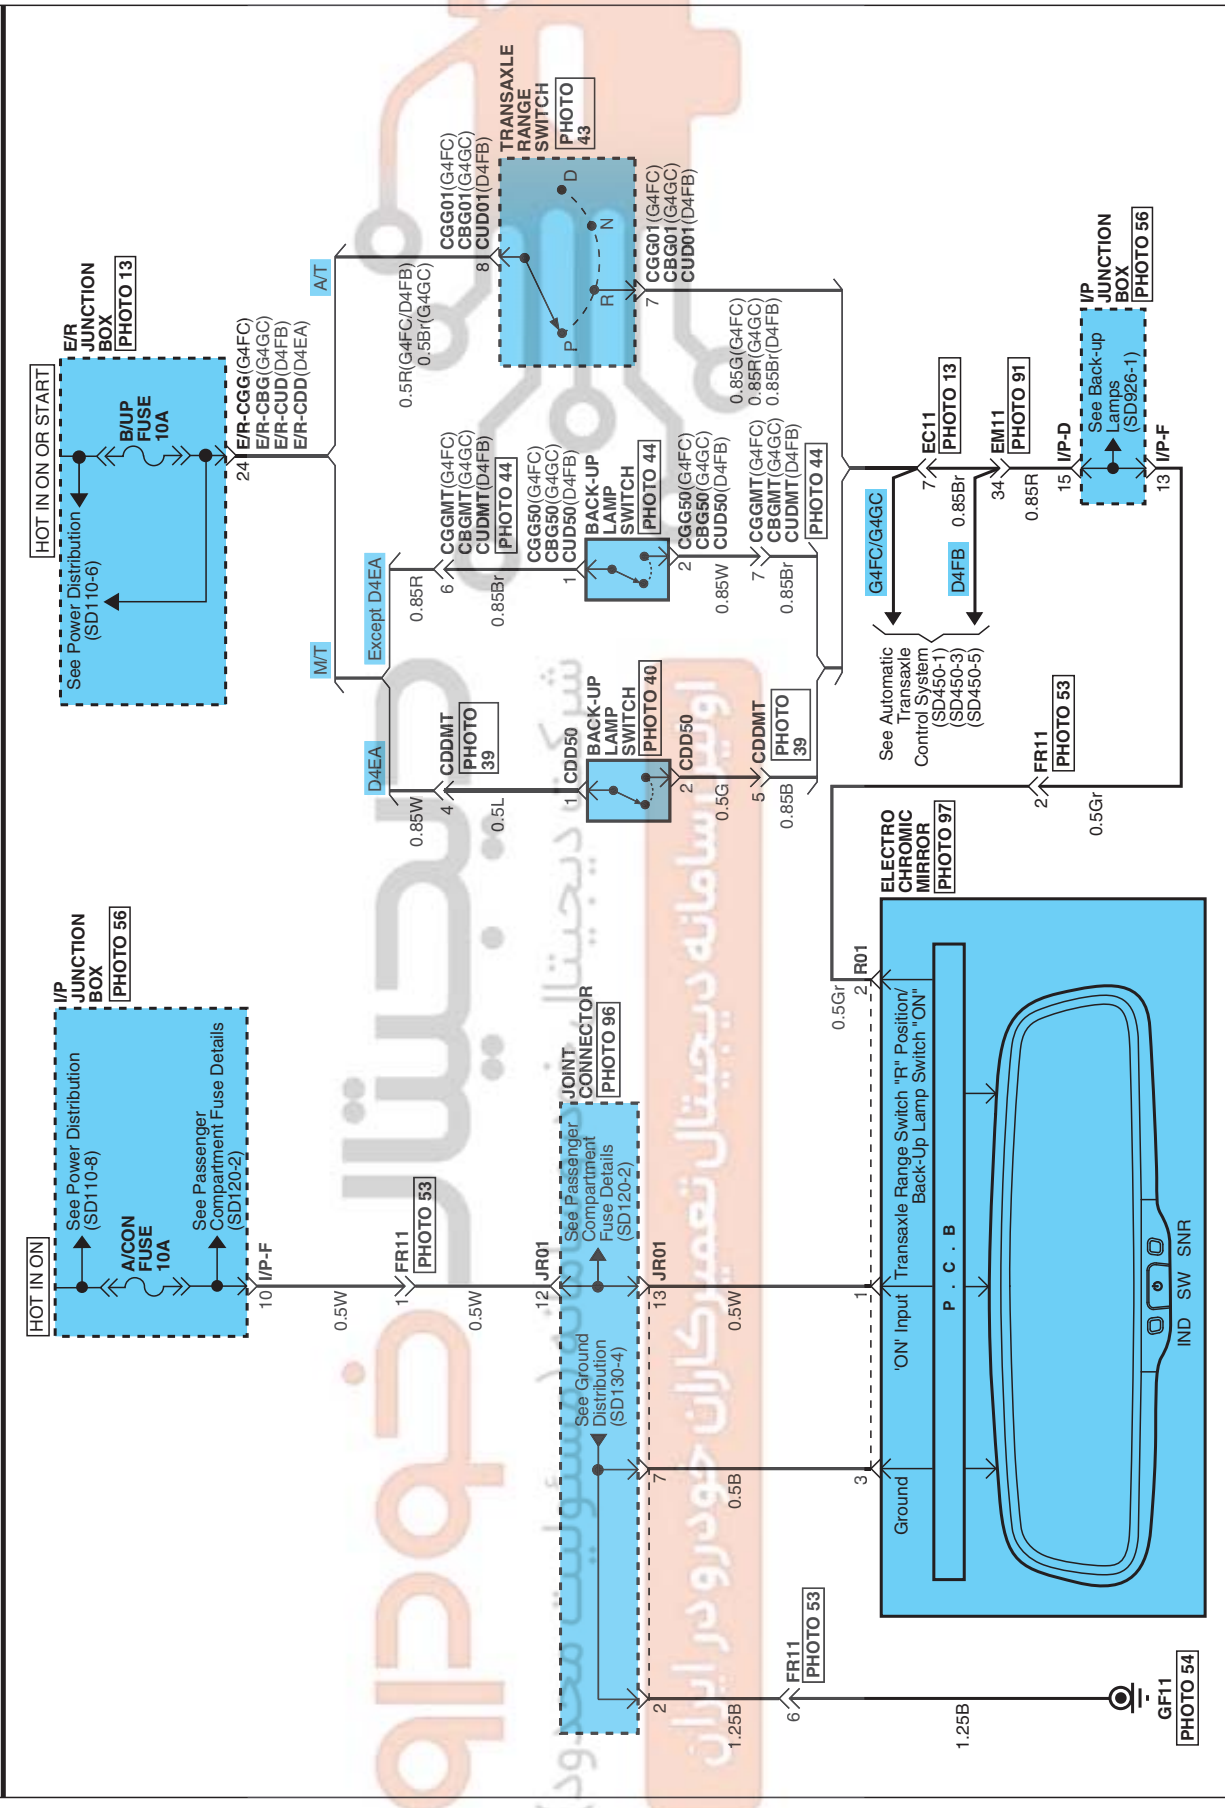 HOT IN ON
I/P
JUNCTION
BOX
PHOTO 56
See Power Distribution
(SD110-8)
A/CON
FUSE
10A
See Passenger
Compartment Fuse Details
(SD120-2)
10
I/P-F
0.5W
1
FR11
PHOTO 53
0.5W
12
JR01
JOINT
CONNECTOR
PHOTO 96
See Passenger
Compartment
Fuse Details
(SD120-2)
See Ground
Distribution
(SD130-4)
13
JR01
0.5W
7
0.5B
2
1.25B
6
FR11
PHOTO 53
1.25B
GF11
PHOTO 54
HOT IN ON OR START
E/R
JUNCTION
BOX
PHOTO 13
See Power Distribution
(SD110-6)
B/UP
FUSE
10A
24
E/R-CGG(G4FC)
E/R-CBG(G4GC)
E/R-CUD(D4FB)
E/R-CDD(D4EA)
M/T
A/T
D4EA
Except D4EA
0.85W
4
CDDMT
PHOTO
39
0.5L
1
CDD50
BACK-UP
LAMP
SWITCH
PHOTO 40
2
CDD50
0.5G
5
CDDMT
PHOTO
39
0.85B
0.85R
6
CGGMT(G4FC)
CBGMT(G4GC)
CUDMT(D4FB)
PHOTO 44
0.85Br
1
CGG50(G4FC)
CBG50(G4GC)
CUD50(D4FB)
BACK-UP
LAMP
SWITCH
PHOTO 44
2
CGG50(G4FC)
CBG50(G4GC)
CUD50(D4FB)
0.85W
7
CGGMT(G4FC)
CBGMT(G4GC)
CUDMT(D4FB)
PHOTO 44
0.85Br
0.5R(G4FC/D4FB)
0.5Br(G4GC)
8
CGG01(G4FC)
CBG01(G4GC)
CUD01(D4FB)
TRANSAXLE
RANGE
SWITCH
PHOTO
43
P
R
N
D
7
CGG01(G4FC)
CBG01(G4GC)
CUD01(D4FB)
0.85G(G4FC)
0.85R(G4GC)
0.85Br(D4FB)
G4FC/G4GC
D4FB
See Automatic
Transaxle
Control System
(SD450-1)
(SD450-3)
(SD450-5)
7
EC11
PHOTO 13
0.85Br
34
EM11
PHOTO 91
0.85R
15
I/P-D
I/P
JUNCTION
BOX
PHOTO 56
See Back-up
Lamps
(SD926-1)
13
I/P-F
0.5Gr
2
FR11
PHOTO 53
0.5Gr
2
R01
ELECTRO
CHROMIC
MIRROR
PHOTO 97
3
1
Ground
'ON' Input
Transaxle Range Switch "R" Position/
Back-Up Lamp Switch "ON"
P . C . B
IND SW SNR
شرکت دیجیتال خودرو سامانه (مسئولیت محدود)
اولین سامانه دیجیتال تعمیرکاران خودرو در ایران